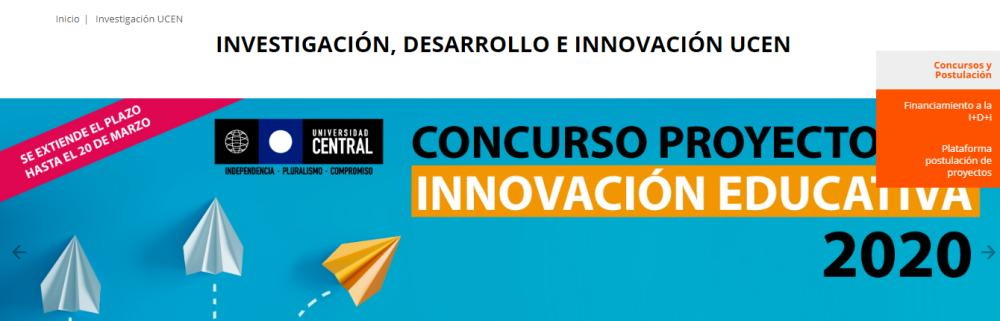 Inicio | Investigación UCEN
INVESTIGACIÓN, DESARROLLO E INNOVACIÓN UCEN
Concursos y
Postulación
Financiamiento a la
I+D+i
Plataforma
postulación de
proyectos
SE EXTIENDE EL PLAZO
HASTA EL 20 DE MARZO
UNIVERSIDAD
CENTRAL
INDEPENDENCIA · PLURALISMO · COMPROMISO
CONCURSO PROYECTO
INNOVACIÓN EDUCATIVA
2020